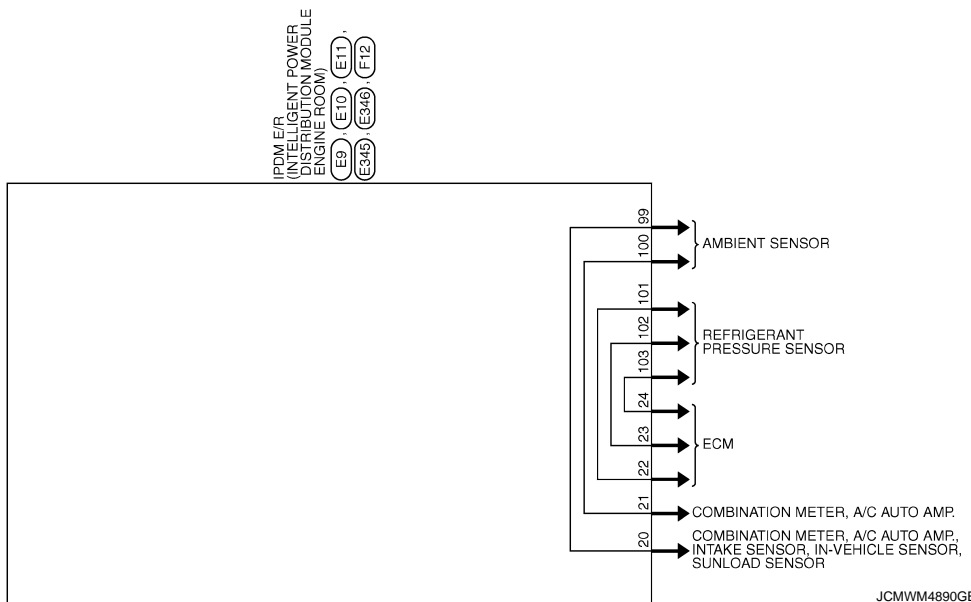 IPDM E/R
(INTELLIGENT POWER
DISTRIBUTION MODULE
ENGINE ROOM)
E9 , E10 , E11 ,
E345 , E346 , F12
99
100
AMBIENT SENSOR
101
102
103
REFRIGERANT
PRESSURE SENSOR
24
23
22
ECM
21
COMBINATION METER, A/C AUTO AMP.
20
COMBINATION METER, A/C AUTO AMP.,
INTAKE SENSOR, IN-VEHICLE SENSOR,
SUNLOAD SENSOR
JCMWM4890GE